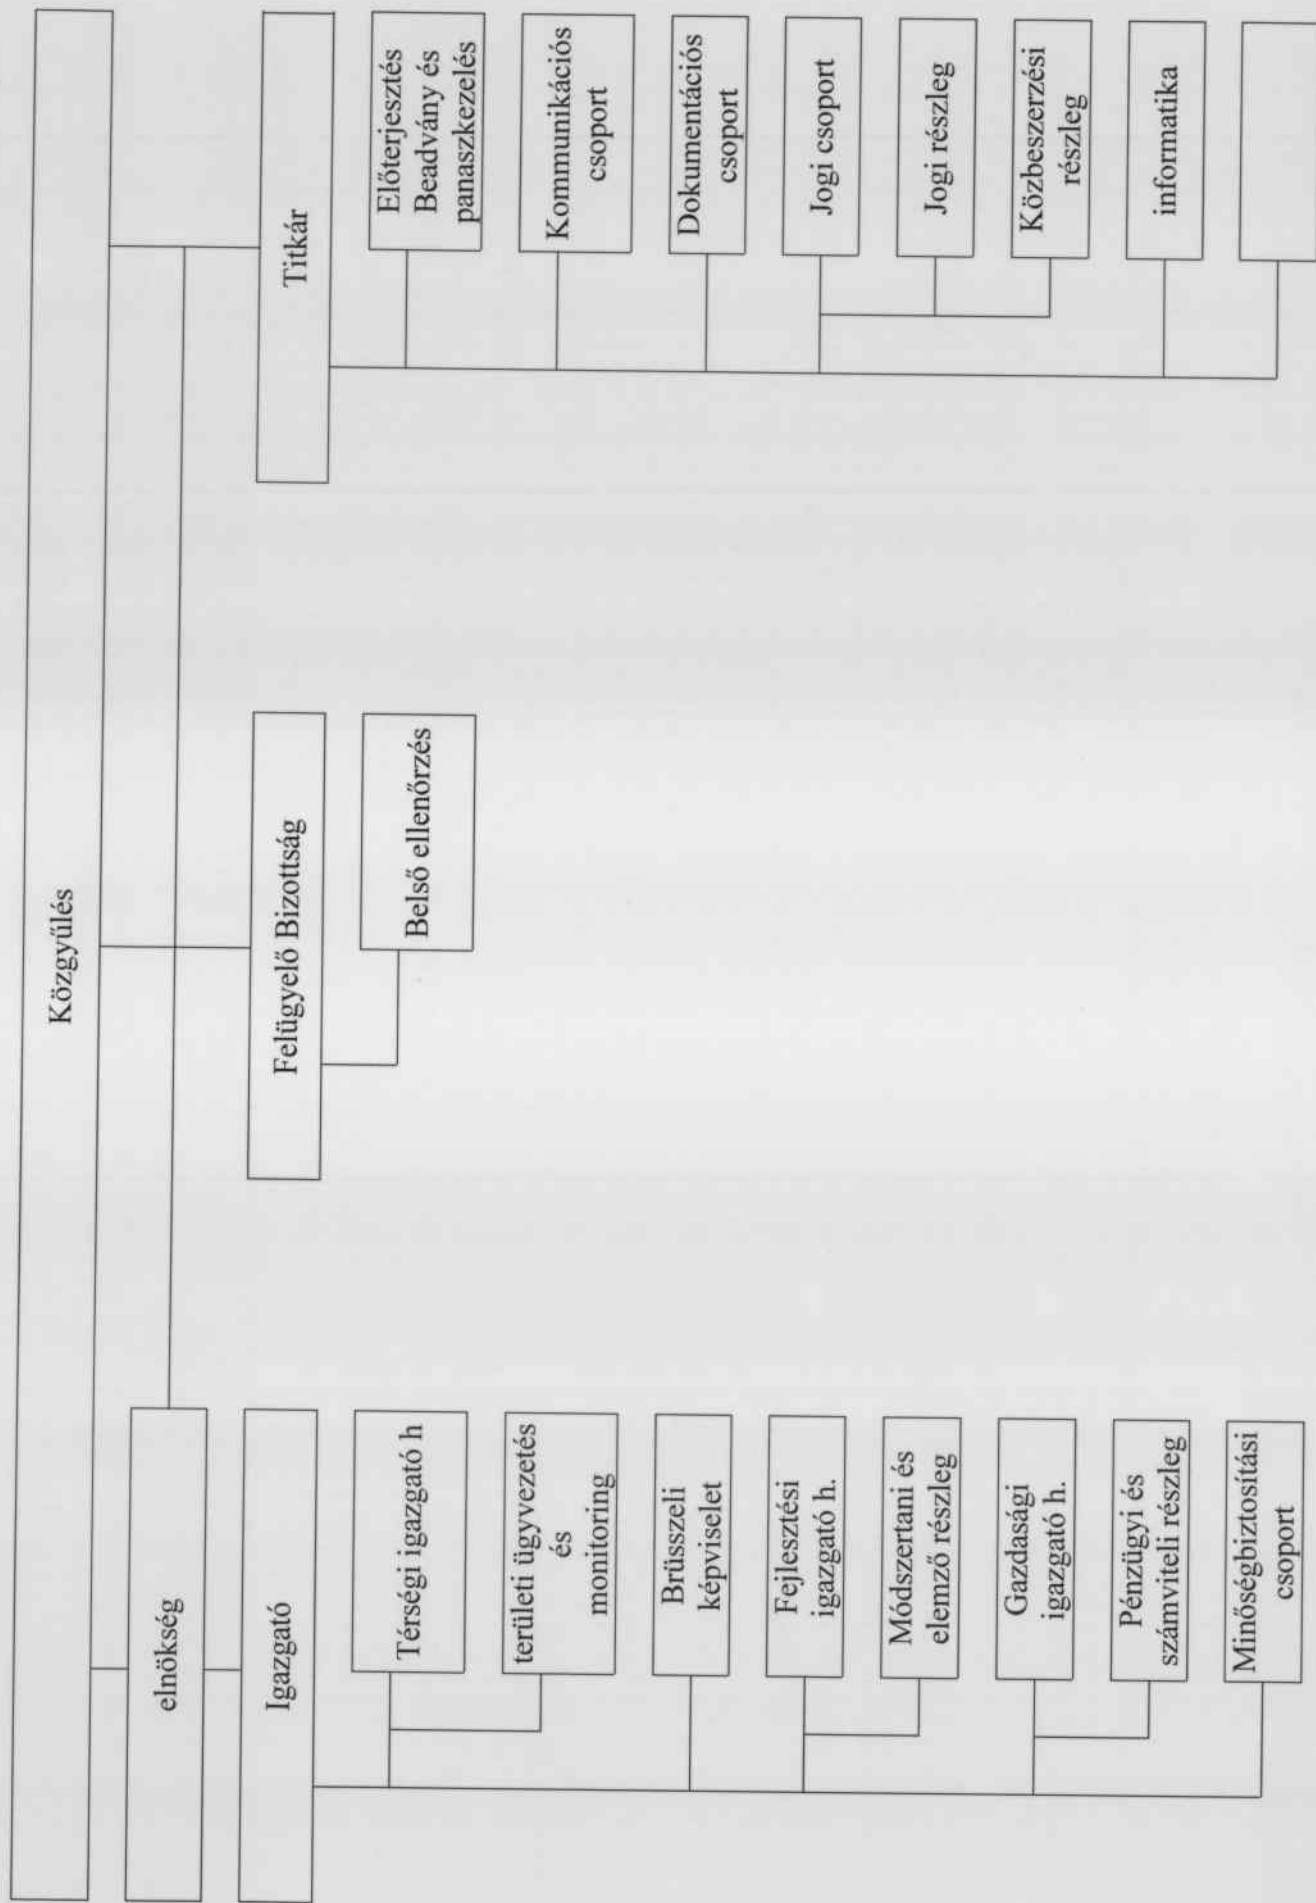 Közgyűlés
elnökség
Igazgató
Térségi igazgató h
területi ügyvezetés
és
monitoring
Brüsszeli
képviselet
Fejlesztési
igazgató h.
Módszertani és
elemző részleg
Gazdasági
igazgató h.
Pénzügyi és
számviteli részleg
Minőségbiztosítási
csoport
Felügyelő Bizottság
Belső ellenőrzés
Titkár
Előterjesztés
Beadvány és
panaszkezelés
Kommunikációs
csoport
Dokumentációs
csoport
Jogi csoport
Jogi részleg
Közbeszerzési
részleg
informatika